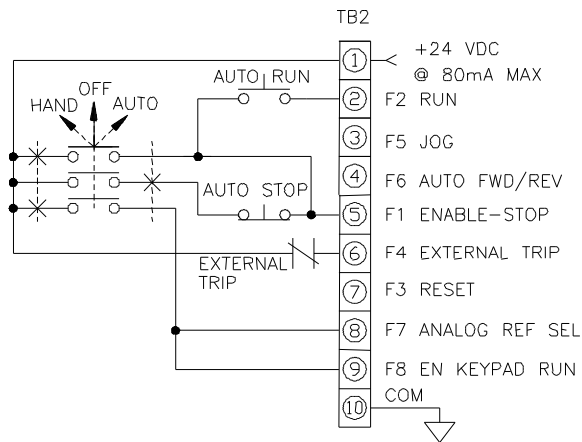 TB2
1 +24 VDC
@ 80mA MAX
AUTO RUN
2 F2 RUN
OFF
HAND AUTO
3 F5 JOG
4 F6 AUTO FWD/REV
AUTO STOP
5 F1 ENABLE-STOP
6 F4 EXTERNAL TRIP
EXTERNAL
TRIP
7 F3 RESET
8 F7 ANALOG REF SEL
9 F8 EN KEYPAD RUN
10 COM